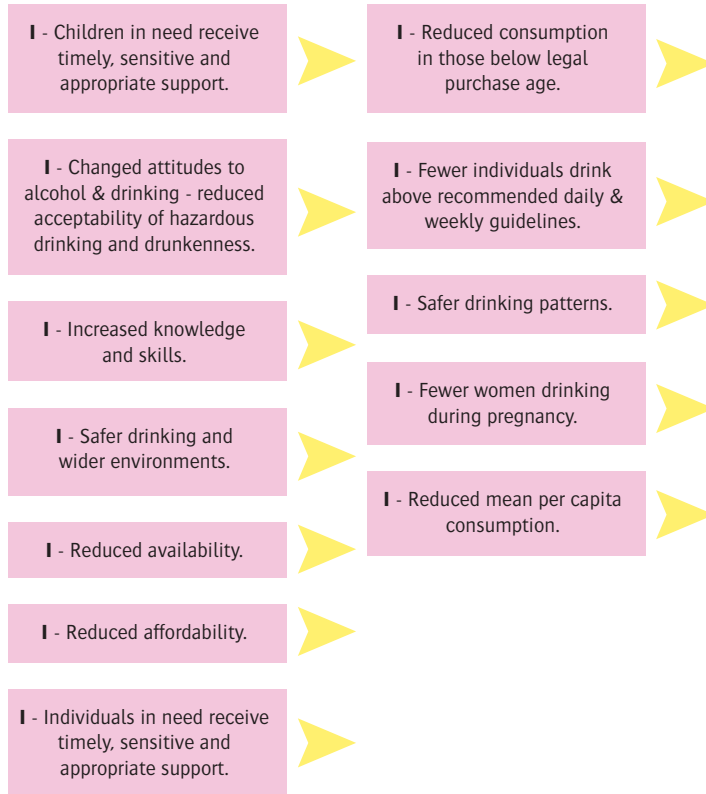 I - Children in need receive
timely, sensitive and
appropriate support.
I - Changed attitudes to
alcohol & drinking - reduced
acceptability of hazardous
drinking and drunkenness.
I - Increased knowledge
and skills.
I - Safer drinking and
wider environments.
I - Reduced availability.
I - Reduced affordability.
I - Individuals in need receive
timely, sensitive and
appropriate support.
I - Reduced consumption
in those below legal
purchase age.
I - Fewer individuals drink
above recommended daily &
weekly guidelines.
I - Safer drinking patterns.
I - Fewer women drinking
during pregnancy.
I - Reduced mean per capita
consumption.